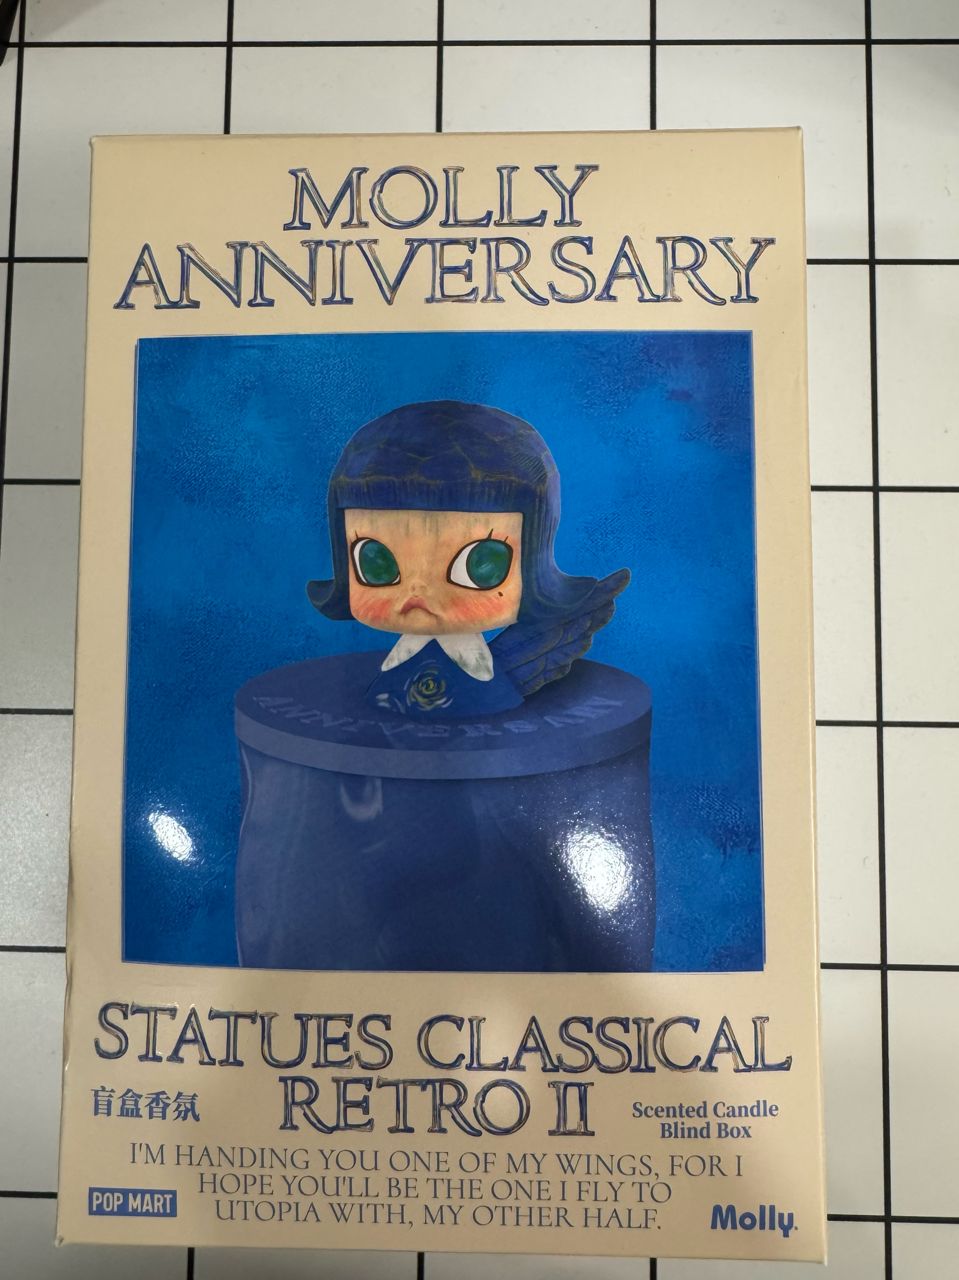 MOLLY
ANNIVERSARY
ANNIVERSARY
STATUES CLASSICAL
RETRO II
盲盒香氛
Scented Candle
Blind Box
I'M HANDING YOU ONE OF MY WINGS, FOR I
HOPE YOU'LL BE THE ONE I FLY TO
UTOPIA WITH, MY OTHER HALF.
POP MART
Molly.